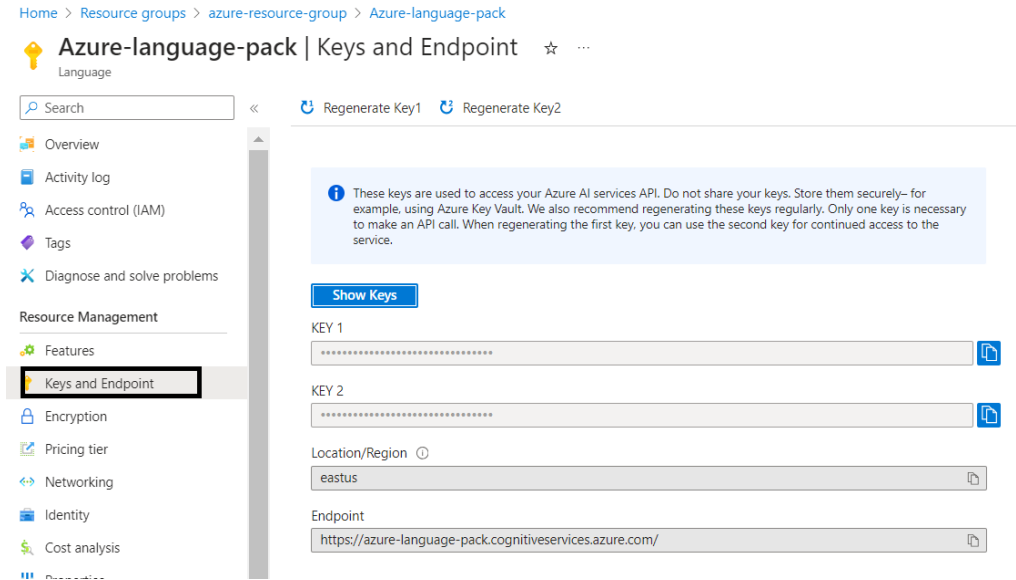 Home > Resource groups > azure-resource-group > Azure-language-pack
Azure-language-pack | Keys and Endpoint ☆ ...
Language
Search
«
Regenerate Key1 Regenerate Key2
Overview
Activity log
Access control (IAM)
Tags
Diagnose and solve problems
Resource Management
Features
Keys and Endpoint
Encryption
Pricing tier
Networking
Identity
Cost analysis
Properties
These keys are used to access your Azure AI services API. Do not share your keys. Store them securely– for
example, using Azure Key Vault. We also recommend regenerating these keys regularly. Only one key is necessary
to make an API call. When regenerating the first key, you can use the second key for continued access to the
service.
Show Keys
KEY 1
••••••••••••••••••••••••••••••••
KEY 2
••••••••••••••••••••••••••••••••
Location/Region
eastus
Endpoint
https://azure-language-pack.cognitiveservices.azure.com/